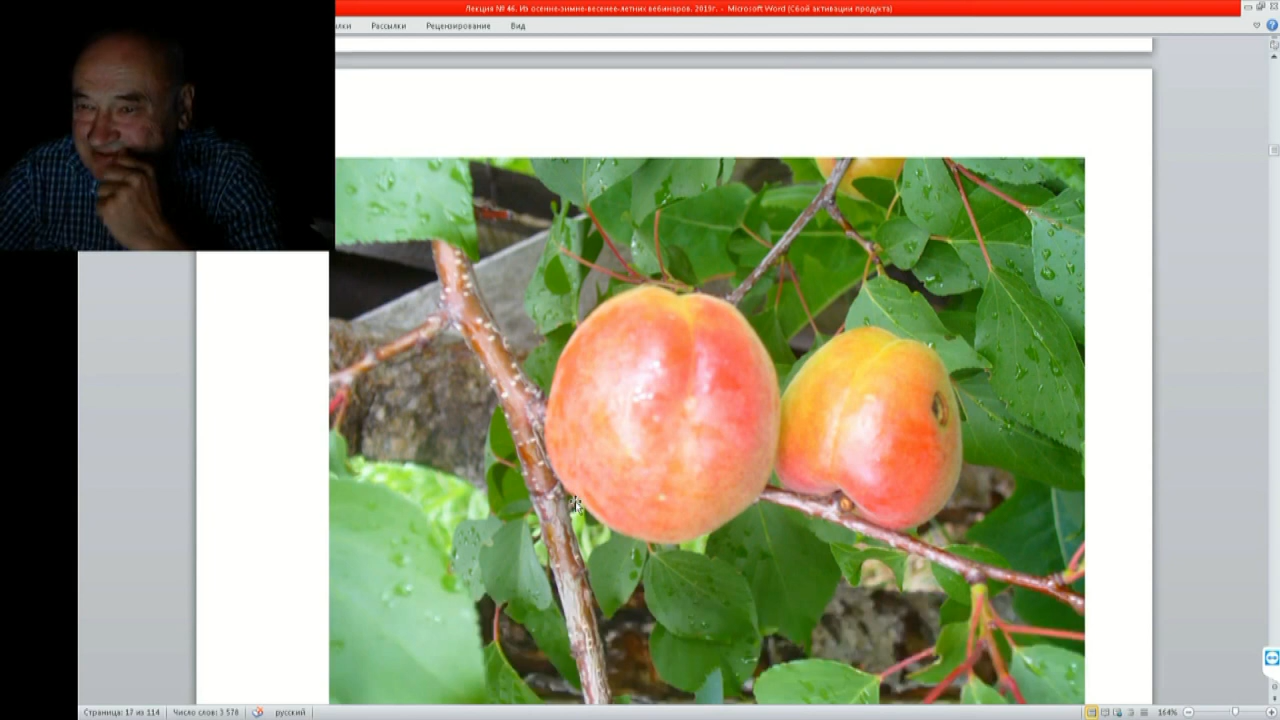 Лекция № 46. Из осенне-зимне-весенне-летних вебинаров. 2019г. - Microsoft Word (Сбой активации продукта)
лки Рассылки Рецензирование Вид
Страница: 17 из 114 Число слов: 3 578 русский 164%